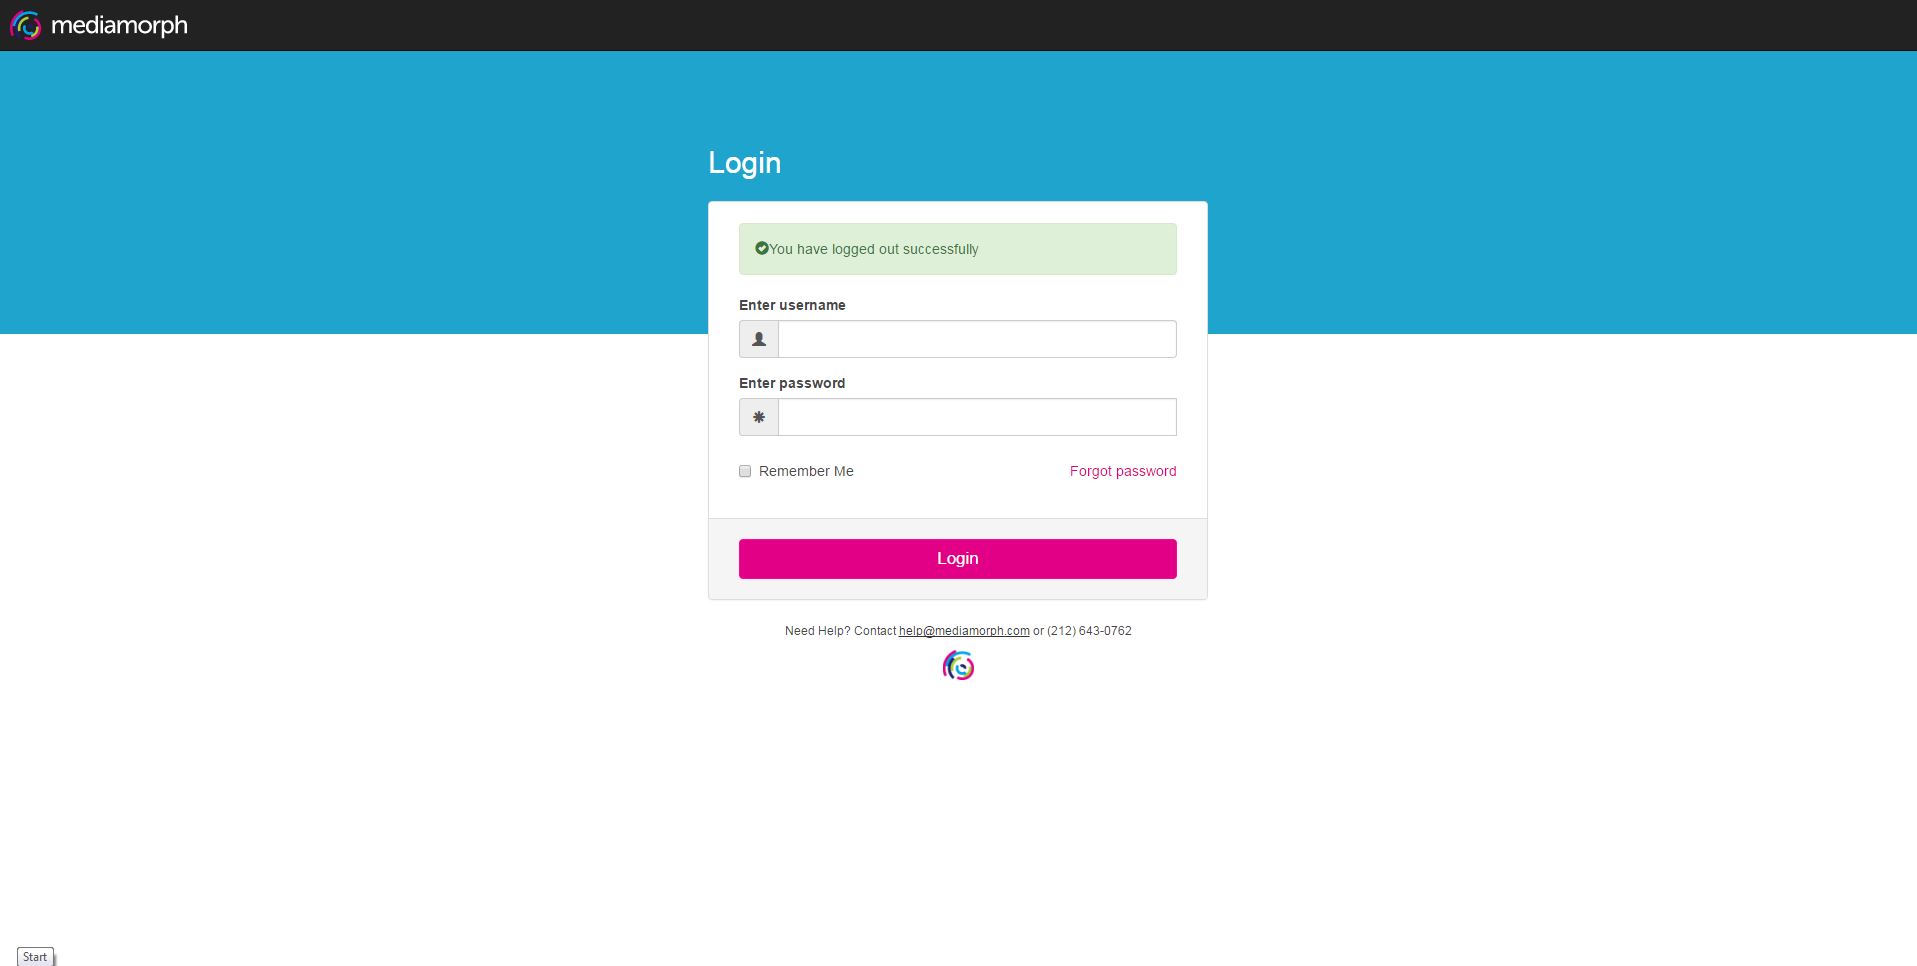 mediamorph
Login
You have logged out successfully
Enter username
Enter password
Remember Me
Forgot password
Login
Need Help? Contact help@mediamorph.com or (212) 643-0762
Start